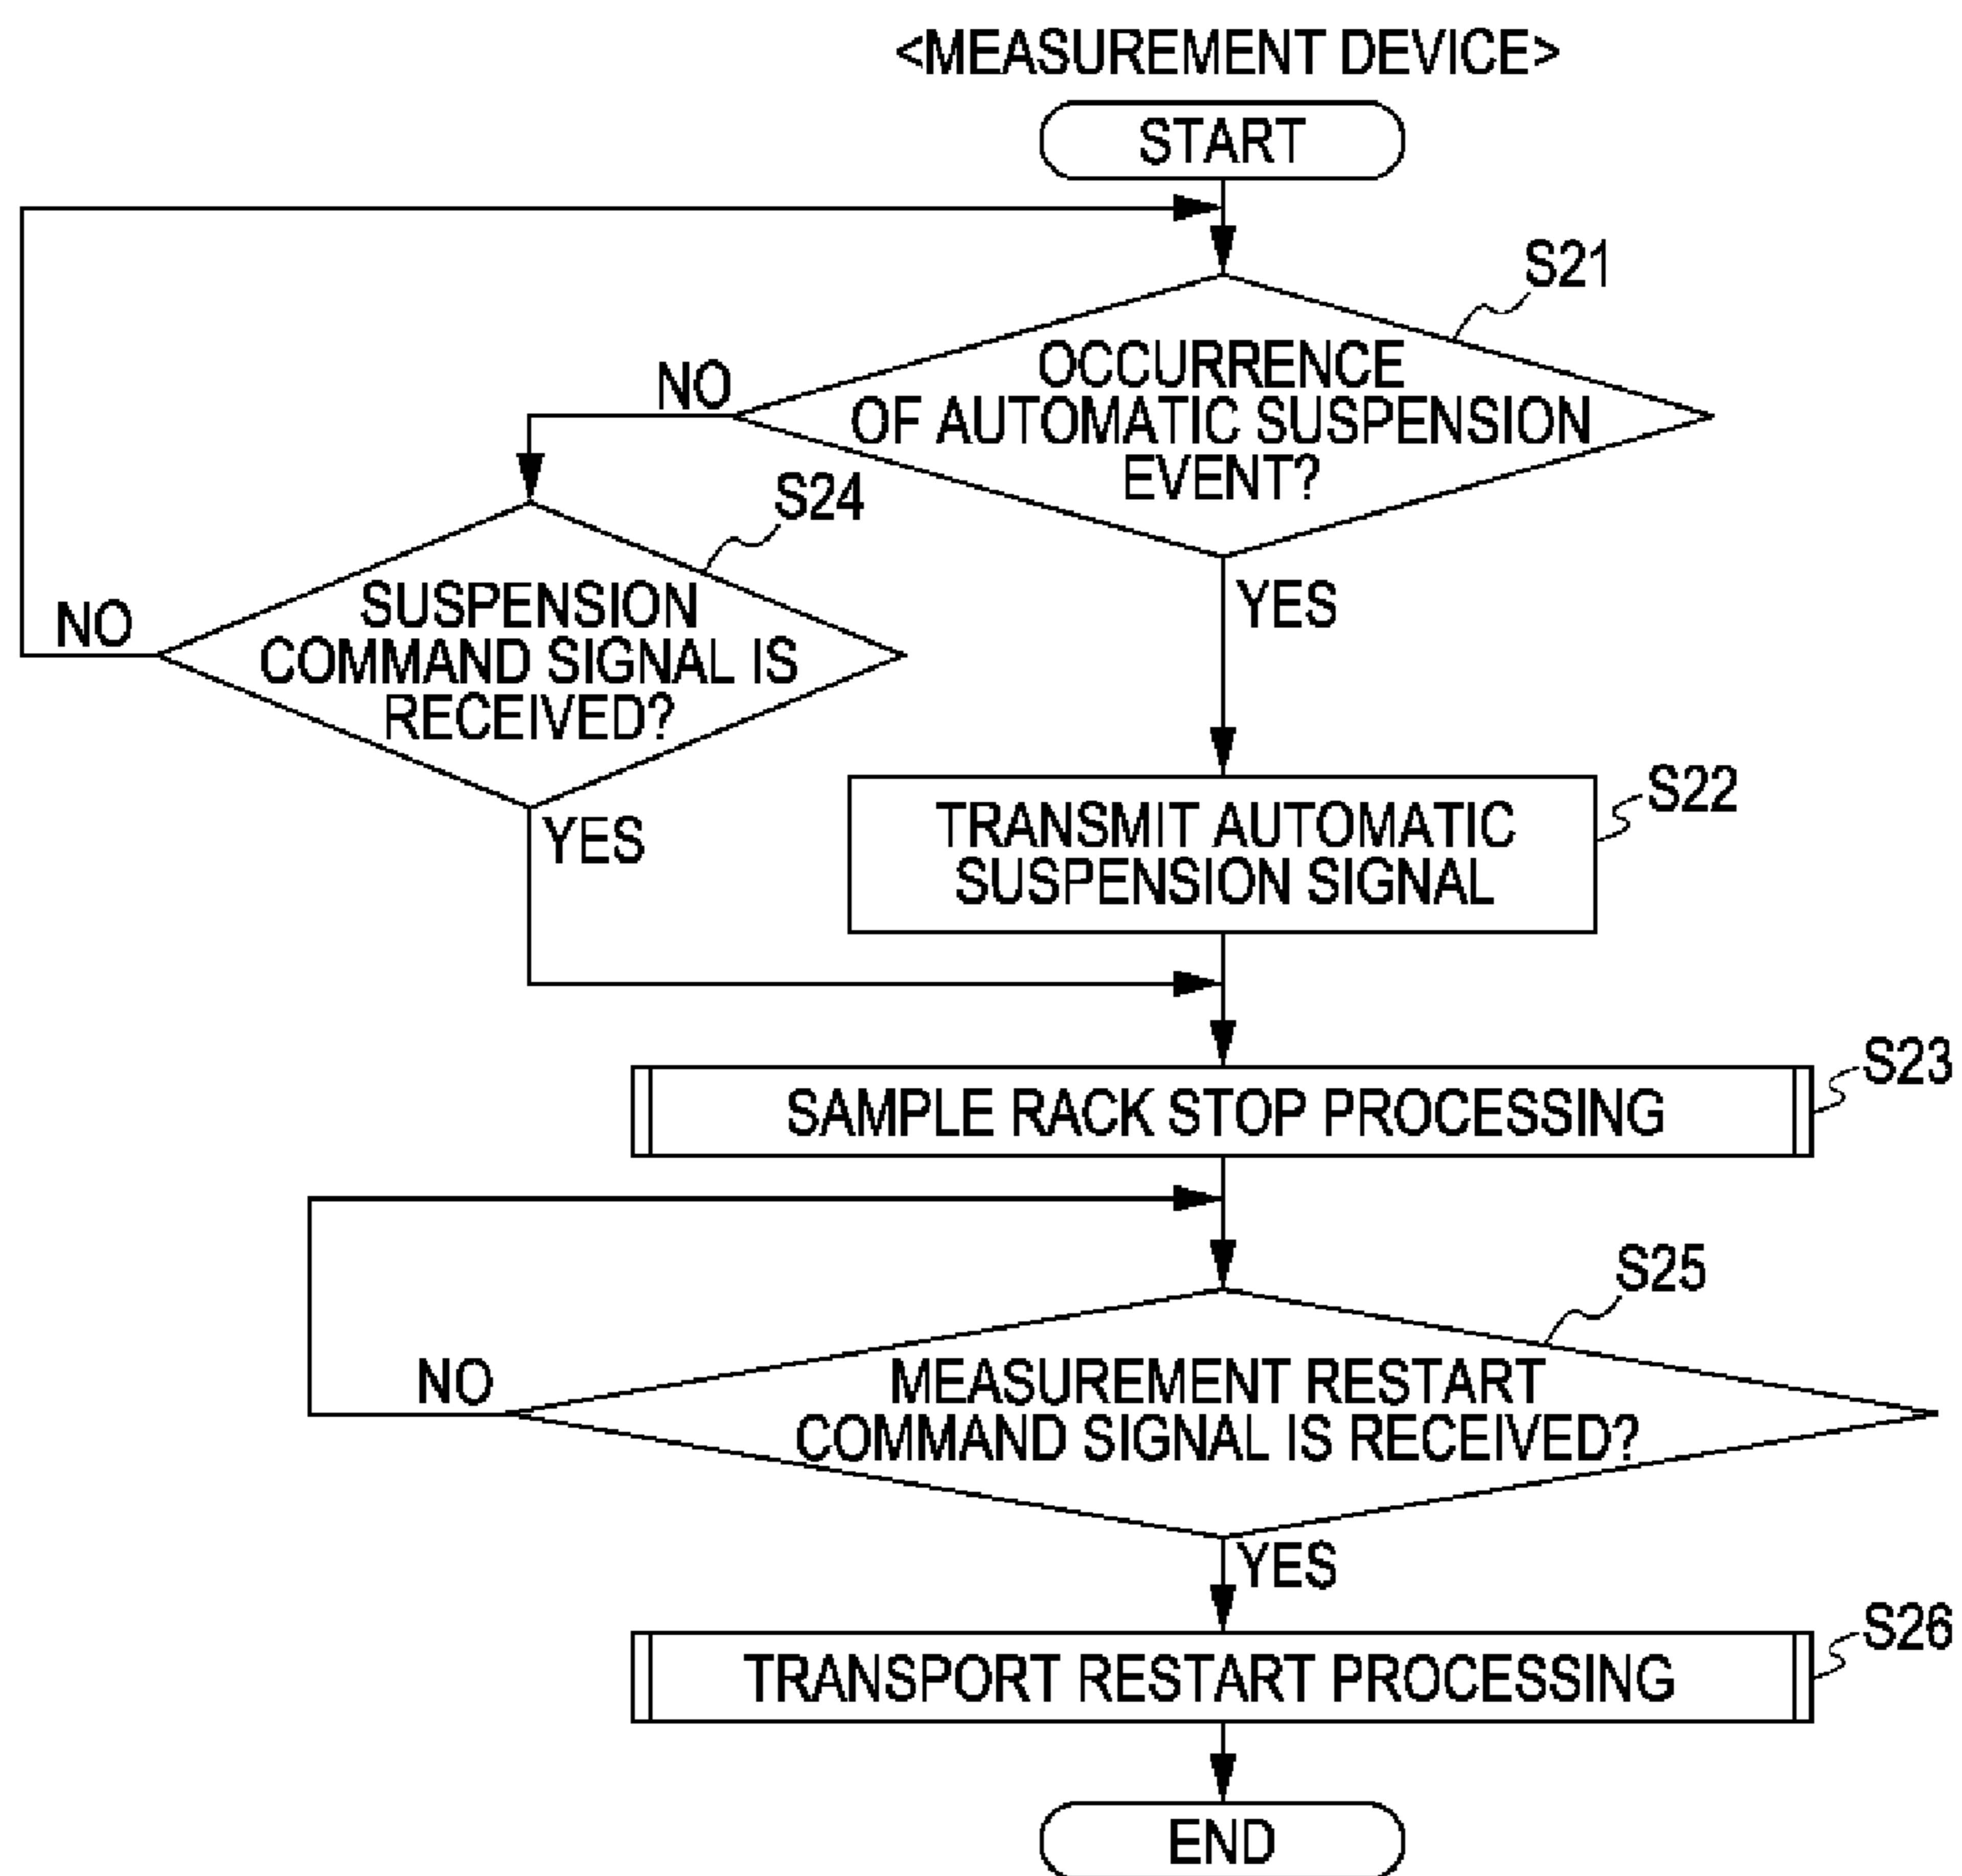 <MEASUREMENT DEVICE>
START
S21
OCCURRENCE
OF AUTOMATIC SUSPENSION
EVENT?
NO
YES
S24
SUSPENSION
COMMAND SIGNAL IS
RECEIVED?
NO
YES
S22
TRANSMIT AUTOMATIC
SUSPENSION SIGNAL
S23
SAMPLE RACK STOP PROCESSING
S25
MEASUREMENT RESTART
COMMAND SIGNAL IS RECEIVED?
NO
YES
S26
TRANSPORT RESTART PROCESSING
END